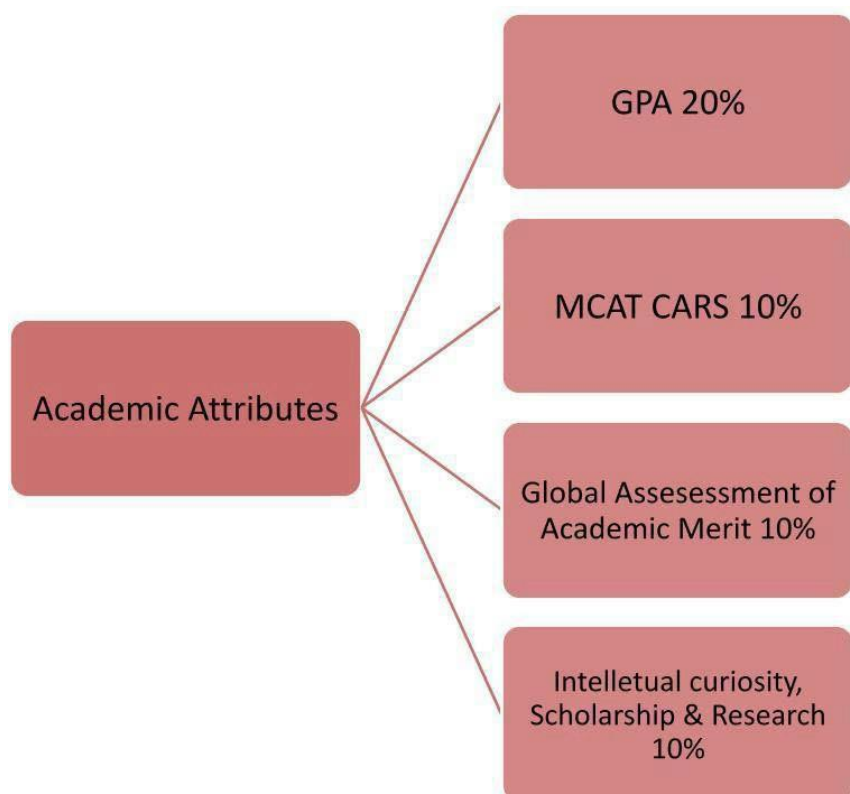 GPA 20%
MCAT CARS 10%
Academic Attributes
Global Assesessment of
Academic Merit 10%
Intelletual curiosity,
Scholarship & Research
10%